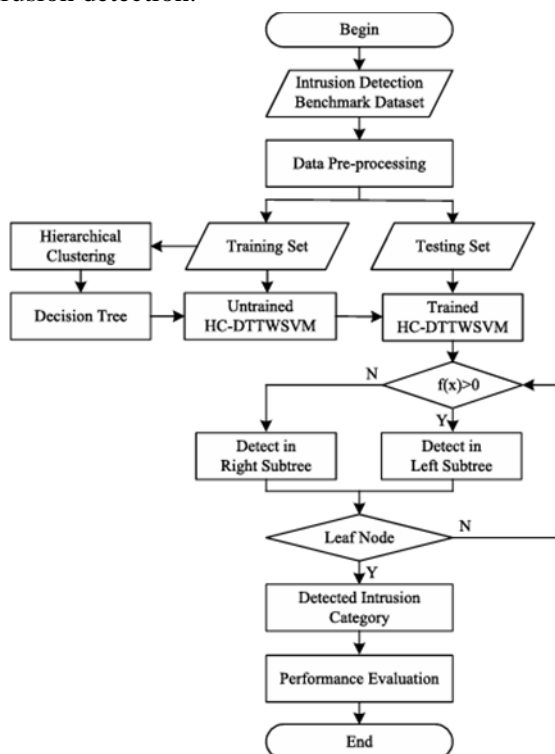 rusion detection.
Begin
Intrusion Detection
Benchmark Dataset
Data Pre-processing
Hierarchical
Clustering
Training Set
Testing Set
Decision Tree
Untrained
HC-DTTWSVM
Trained
HC-DTTWSVM
N
f(x)>0
Y
Detect in
Right Subtree
Detect in
Left Subtree
Leaf Node
N
Y
Detected Intrusion
Category
Performance Evaluation
End